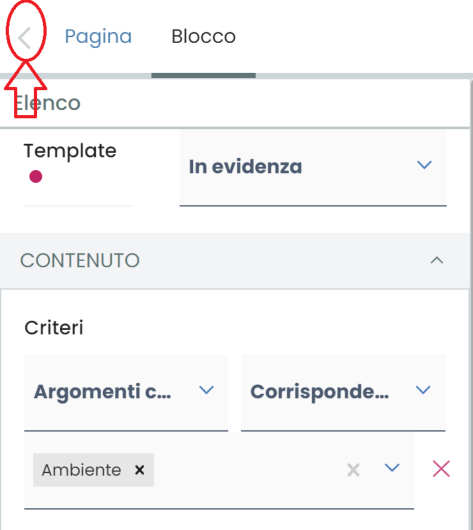 Pagina Blocco
Elenco
Template
In evidenza
CONTENUTO
Criteri
Argomenti c... Corrisponde...
Ambiente ×